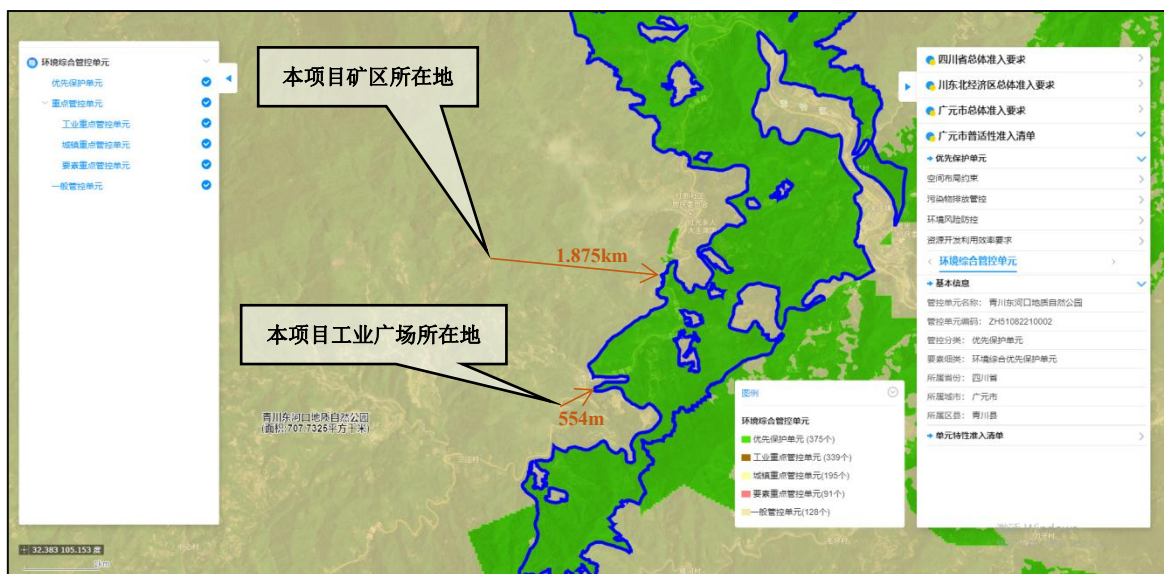 环境综合管控单元
优先保护单元
重点管控单元
工业重点管控单元
城镇重点管控单元
要素重点管控单元
一般管控单元
本项目矿区所在地
1.875km
本项目工业广场所在地
554m
青川东河口地质自然公园
(面积:707.7325平方千米)
32.383 105.153 度
1km
四川省总体准入要求
川东北经济区总体准入要求
广元市总体准入要求
广元市普适性准入清单
优先保护单元
空间布局约束
污染物排放管控
环境风险防控
资源开发利用效率要求
环境综合管控单元
基本信息
管控单元名称: 青川东河口地质自然公园
管控单元编码: ZH51082210002
管控分类: 优先保护单元
要素细类: 环境综合优先保护单元
所属省份: 四川省
所属城市: 广元市
所属区县: 青川县
单元特性准入清单
图例
环境综合管控单元
优先保护单元 (375个)
工业重点管控单元 (339个)
城镇重点管控单元(195个)
要素重点管控单元(91个)
一般管控单元(128个)
激活 Windows